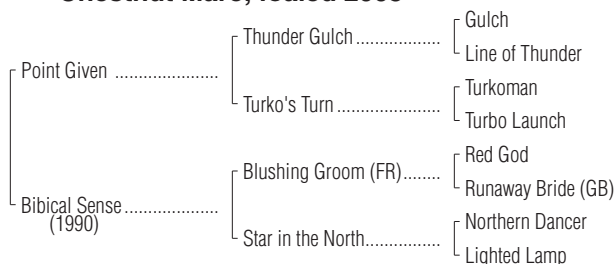 Chestnut Mare; foaled
Gulch
Thunder Gulch ..................
Line of Thunder
Point Given ......................
Turkoman
Turko's Turn ......................
Turbo Launch
Red God
Blushing Groom (FR)........
Runaway Bride (GB)
Bibical Sense ....................
(1990)
Northern Dancer
Star in the North.................
Lighted Lamp